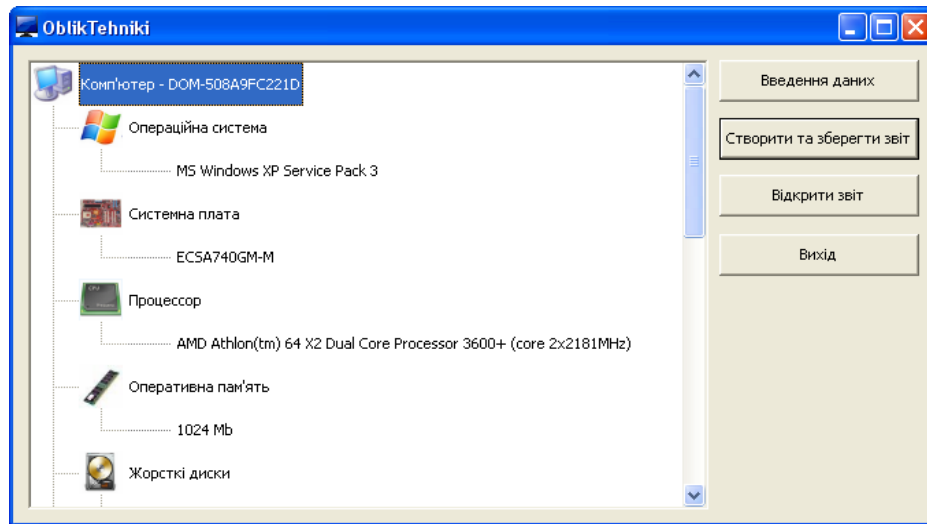 OblikTehniki
Комп'ютер - DOM-508A9FC221D
Операційна система
MS Windows XP Service Pack 3
Системна плата
ECSA740GM-M
Процессор
AMD Athlon(tm) 64 X2 Dual Core Processor 3600+ (core 2x2181MHz)
Оперативна пам'ять
1024 Mb
Жорсткі диски
Введення даних
Створити та зберегти звіт
Відкрити звіт
Вихід